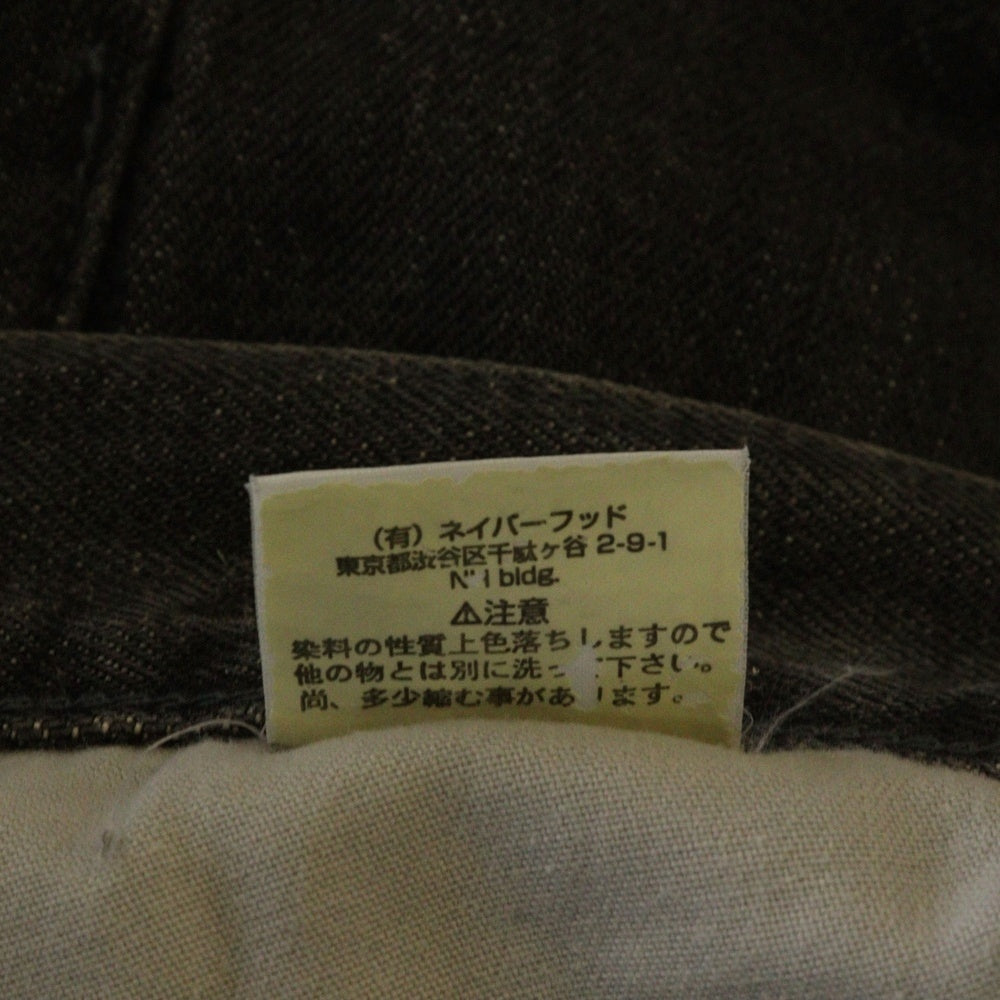 (有) ネイバーフッド
東京都渋谷区千駄ヶ谷 2-9-1
bldg.
⚠注意
染料の性質上色落ちしますので
他の物とは別に洗って下さい。
尚、多少縮む事があります。